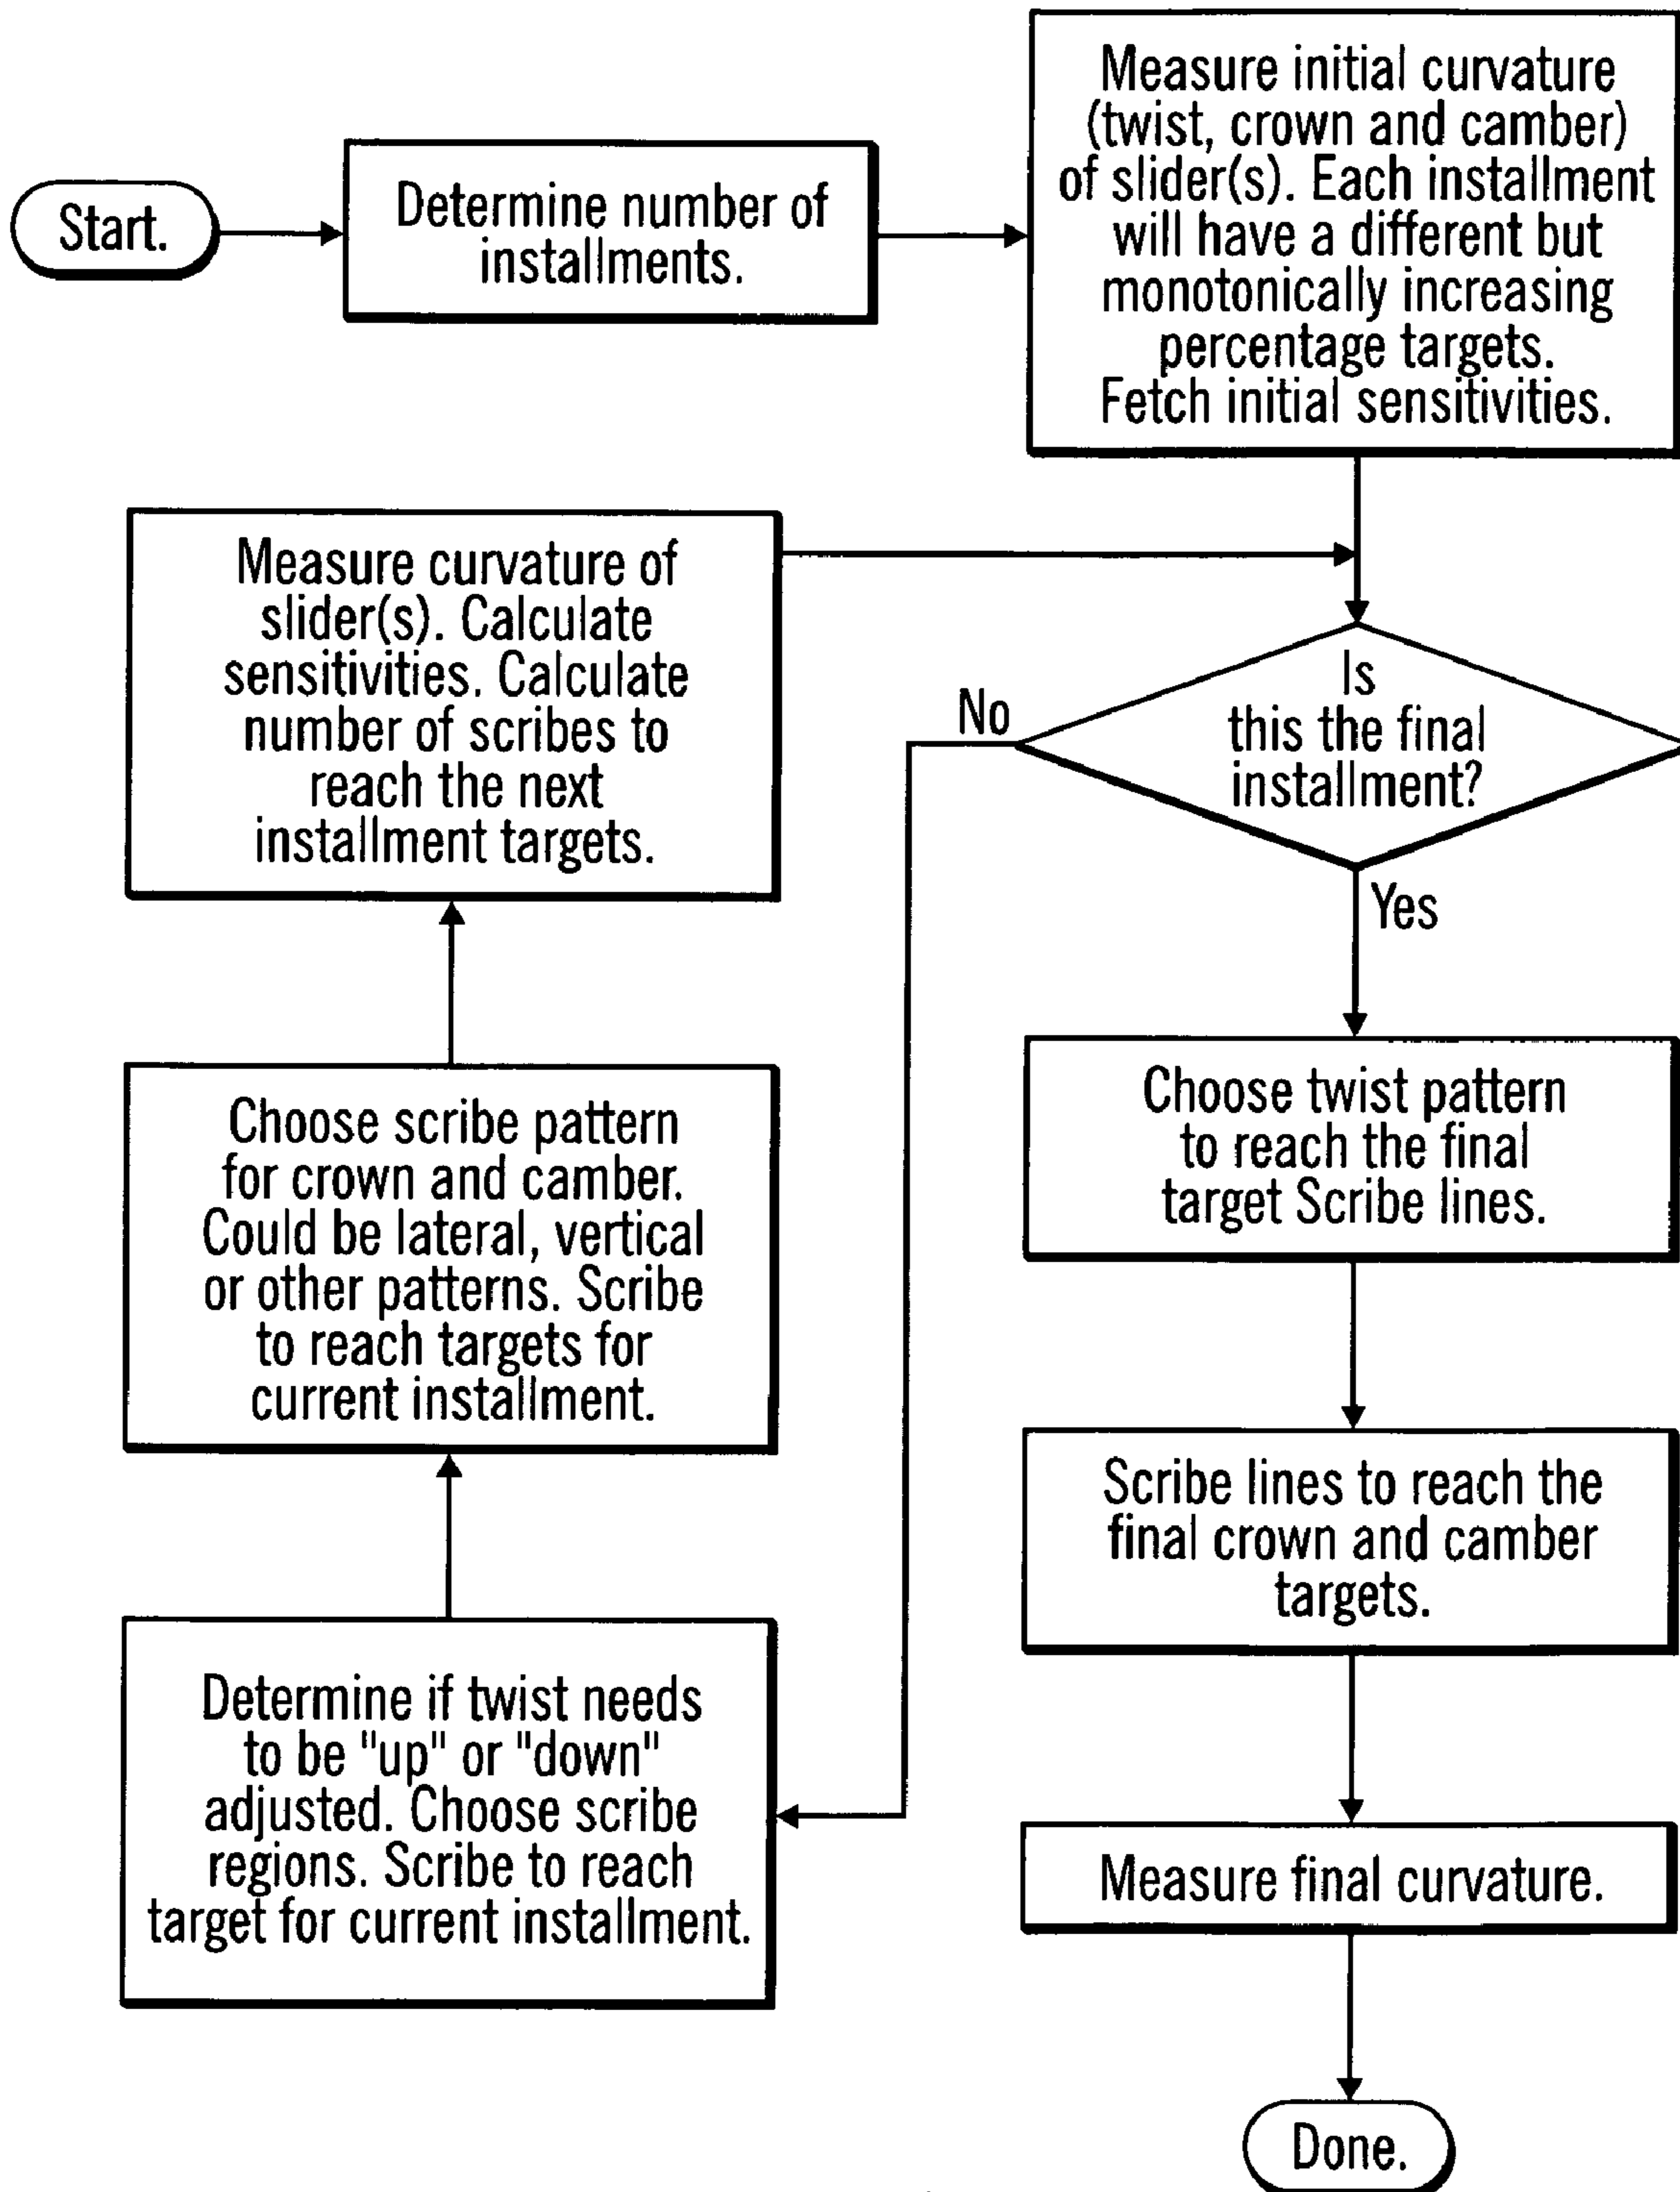 Start.
Determine number of
installments.
Measure initial curvature
(twist, crown and camber)
of slider(s). Each installment
will have a different but
monotonically increasing
percentage targets.
Fetch initial sensitivities.
Is
this the final
installment?
No
Yes
Determine if twist needs
to be "up" or "down"
adjusted. Choose scribe
regions. Scribe to reach
target for current installment.
Choose scribe pattern
for crown and camber.
Could be lateral, vertical
or other patterns. Scribe
to reach targets for
current installment.
Measure curvature of
slider(s). Calculate
sensitivities. Calculate
number of scribes to
reach the next
installment targets.
Choose twist pattern
to reach the final
target Scribe lines.
Scribe lines to reach the
final crown and camber
targets.
Measure final curvature.
Done.